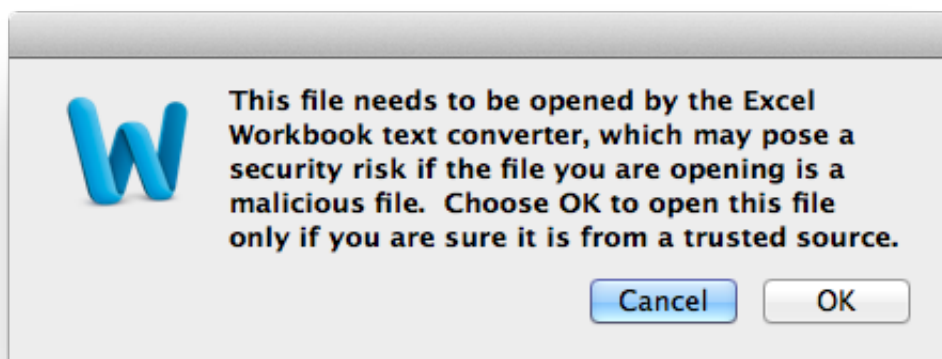 This file needs to be opened by the Excel
Workbook text converter, which may pose a
security risk if the file you are opening is a
malicious file.  Choose OK to open this file
only if you are sure it is from a trusted source.
Cancel OK